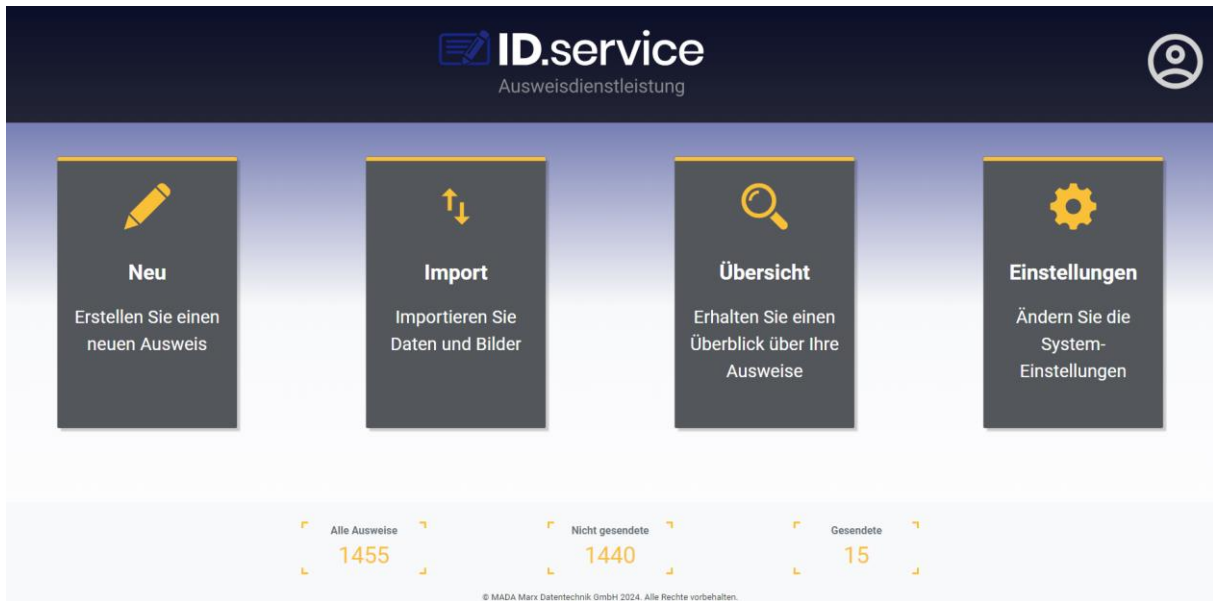 ID.service
Ausweisdienstleistung
Neu
Erstellen Sie einen
neuen Ausweis
Import
Importieren Sie
Daten und Bilder
Übersicht
Erhalten Sie einen
Überblick über Ihre
Ausweise
Einstellungen
Ändern Sie die
System-
Einstellungen
Alle Ausweise
1455
Nicht gesendete
1440
Gesendete
15
© MADA Marx Datentechnik GmbH 2024. Alle Rechte vorbehalten.